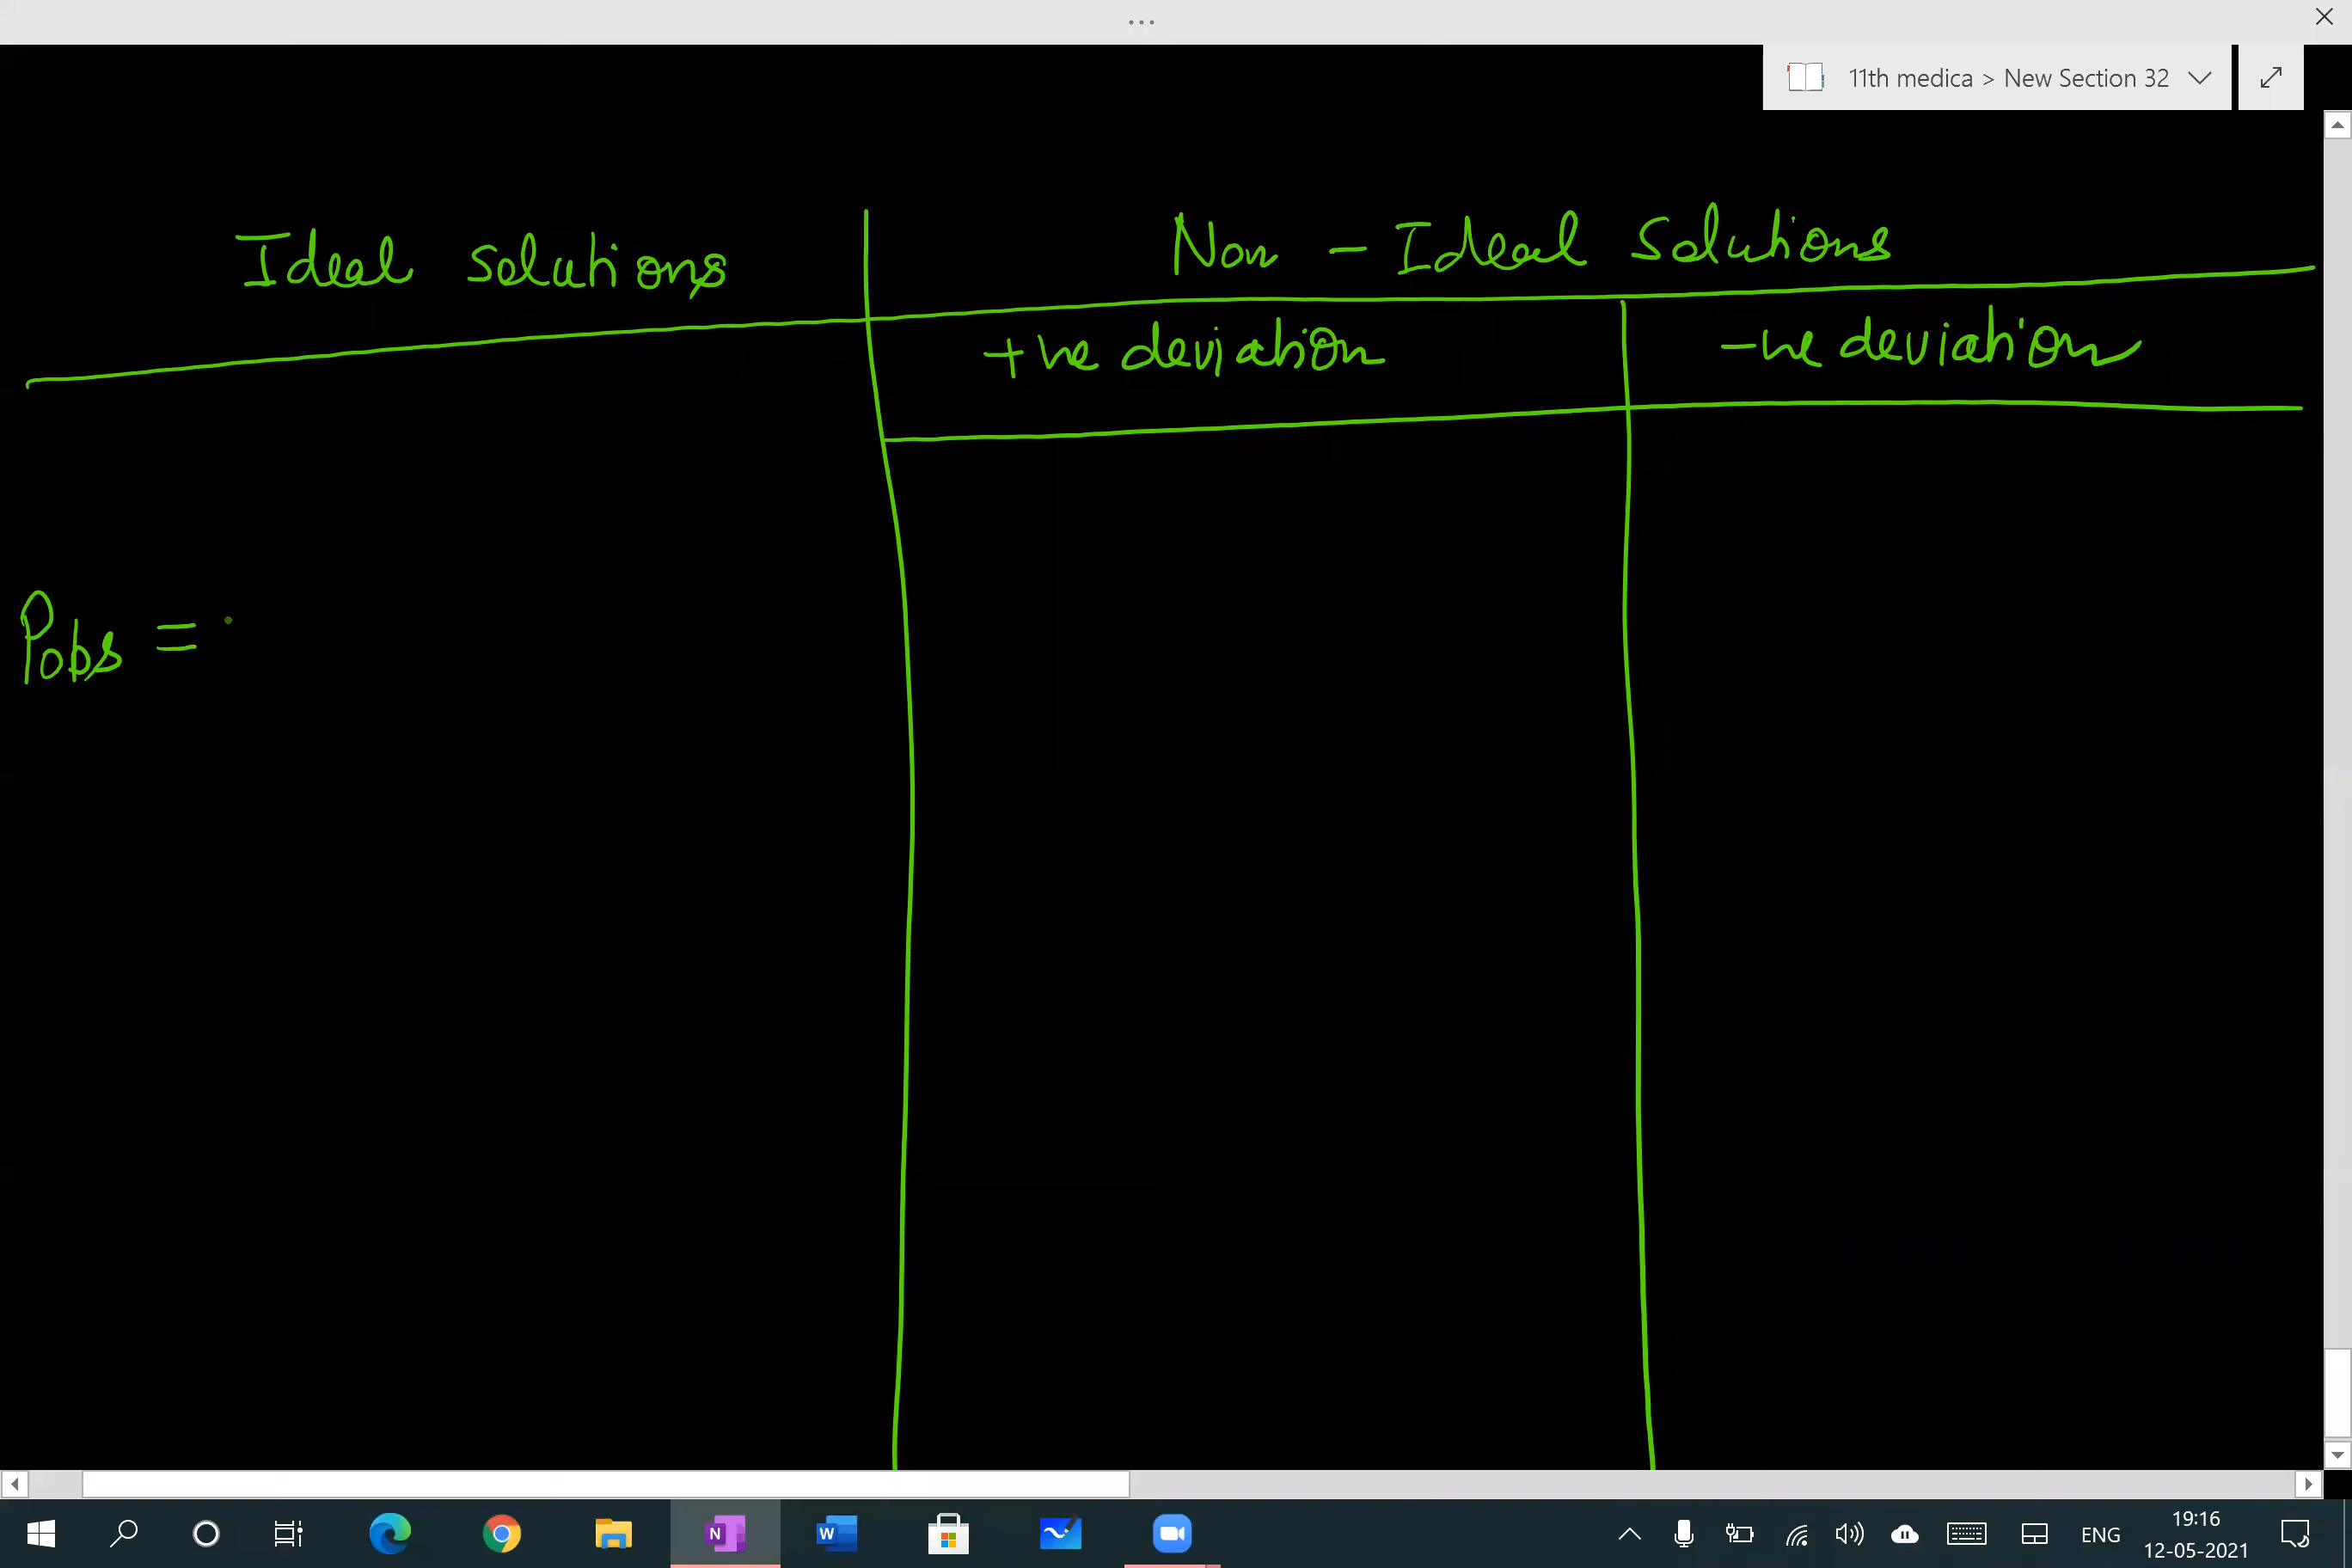 11th medica > New Section 32
Ideal solutions
Non - Ideal Solutions
+ve deviation
-ve deviation
Pobs =
ENG
19:16
12-05-2021